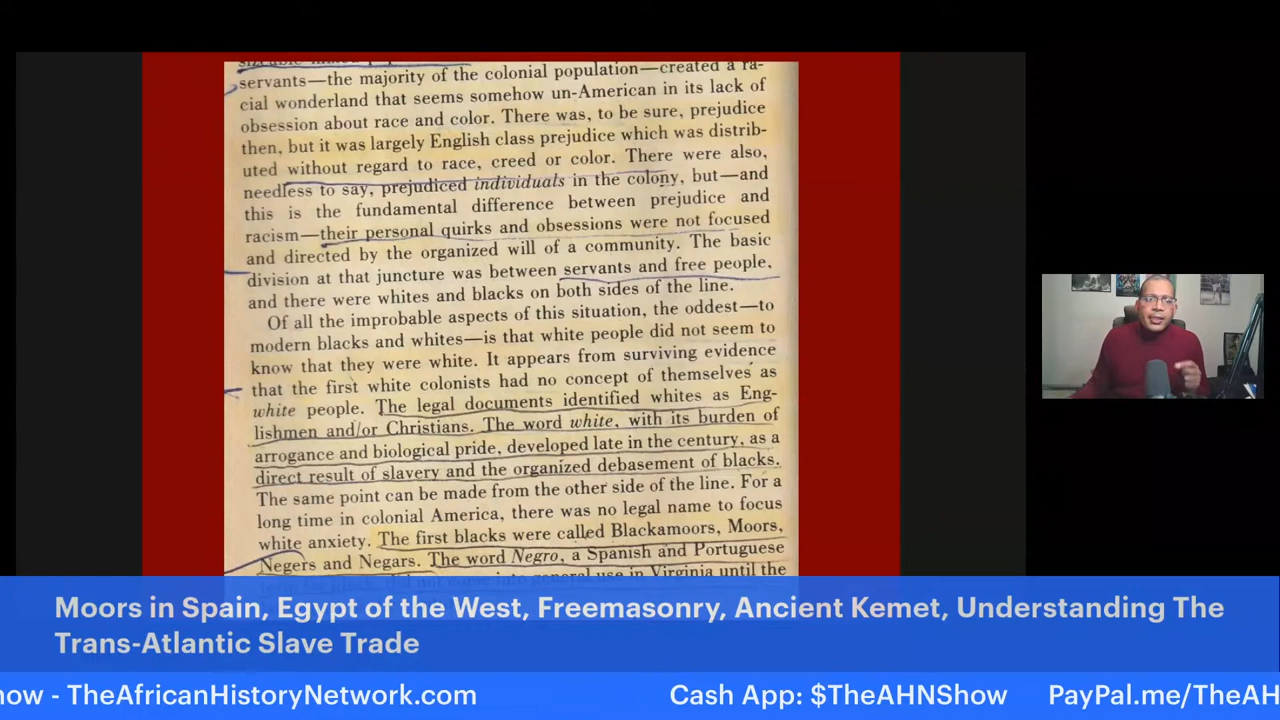 servants—the majority of the colonial population—created a ra-
cial wonderland that seems somehow un-American in its lack of
obsession about race and color. There was, to be sure, prejudice
then, but it was largely English class prejudice which was distrib-
uted without regard to race, creed or color. There were also,
needless to say, prejudiced individuals in the colony, but—and
this is the fundamental difference between prejudice and
racism—their personal quirks and obsessions were not focused
and directed by the organized will of a community. The basic
division at that juncture was between servants and free people,
and there were whites and blacks on both sides of the line.
Of all the improbable aspects of this situation, the oddest—to
modern blacks and whites—is that white people did not seem to
know that they were white. It appears from surviving evidence
that the first white colonists had no concept of themselves as
white people. The legal documents identified whites as Eng-
lishmen and/or Christians. The word white, with its burden of
arrogance and biological pride, developed late in the century, as a
direct result of slavery and the organized debasement of blacks.
The same point can be made from the other side of the line. For a
long time in colonial America, there was no legal name to focus
white anxiety. The first blacks were called Blackamoors, Moors,
Negers and Negars. The word Negro, a Spanish and Portuguese
general use in Virginia until the
Moors in Spain, Egypt of the West, Freemasonry, Ancient Kemet, Understanding The
Trans-Atlantic Slave Trade
how - TheAfricanHistoryNetwork.com Cash App: $TheAHNShow PayPal.me/TheAH